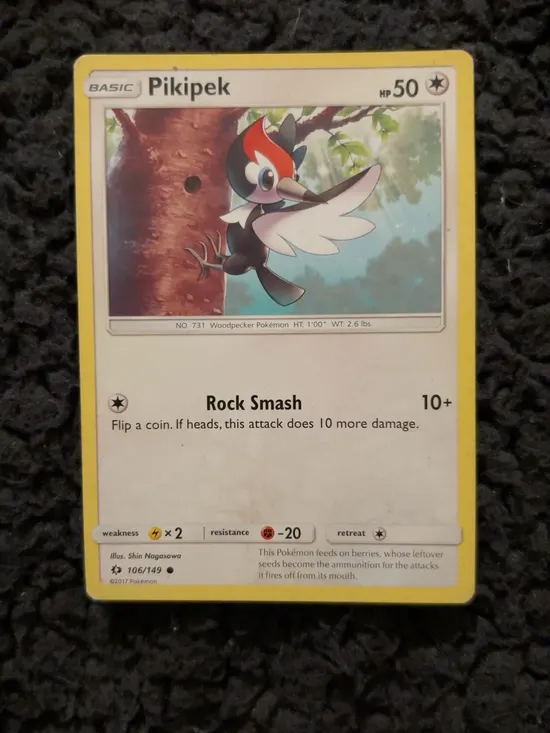 BASIC Pikipek HP 50
NO. 731 Woodpecker Pokémon HT: 1'00" WT: 2.6 lbs.
Rock Smash 10+
Flip a coin. If heads, this attack does 10 more damage.
weakness × 2 resistance -20 retreat
Illus. Shin Nagasawa
106/149
©2017 Pokémon
This Pokémon feeds on berries, whose leftover
seeds become the ammunition for the attacks
it fires off from its mouth.